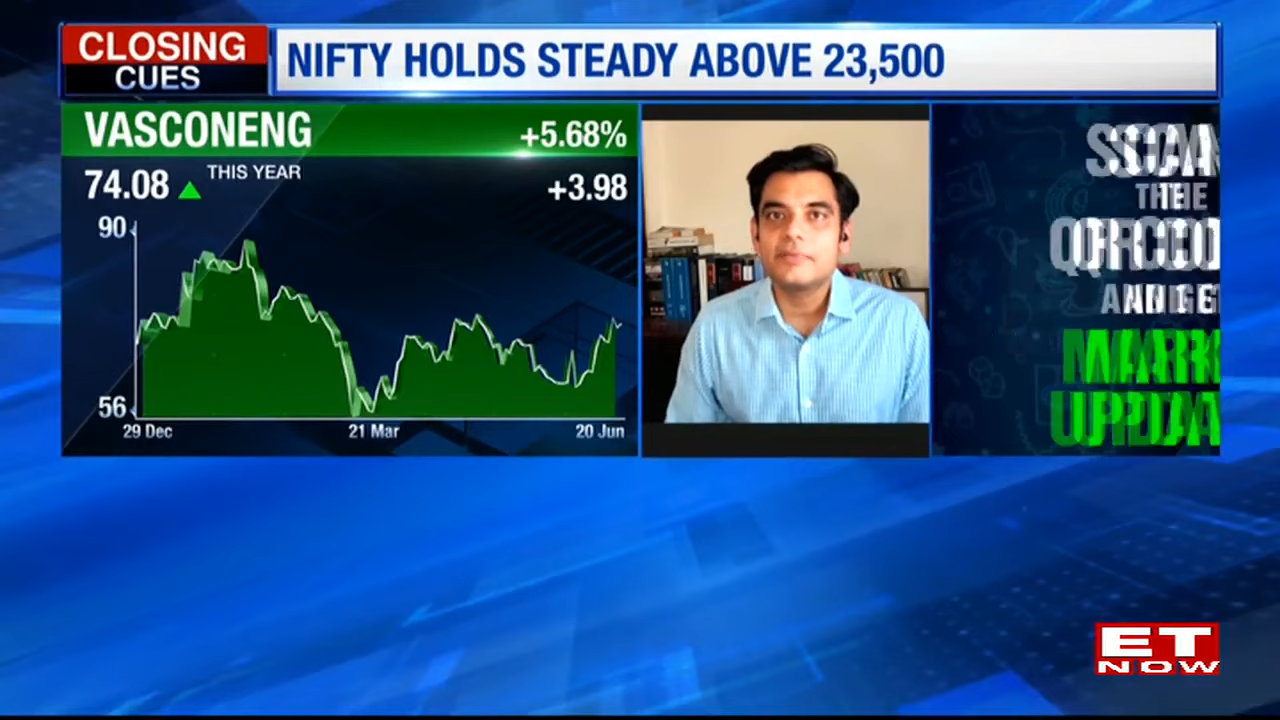 CLOSING
CUES
NIFTY HOLDS STEADY ABOVE 23,500
VASCONENG
+5.68%
74.08
THIS YEAR
+3.98
90
56
29 Dec
21 Mar
20 Jun
THE
ET
NOW